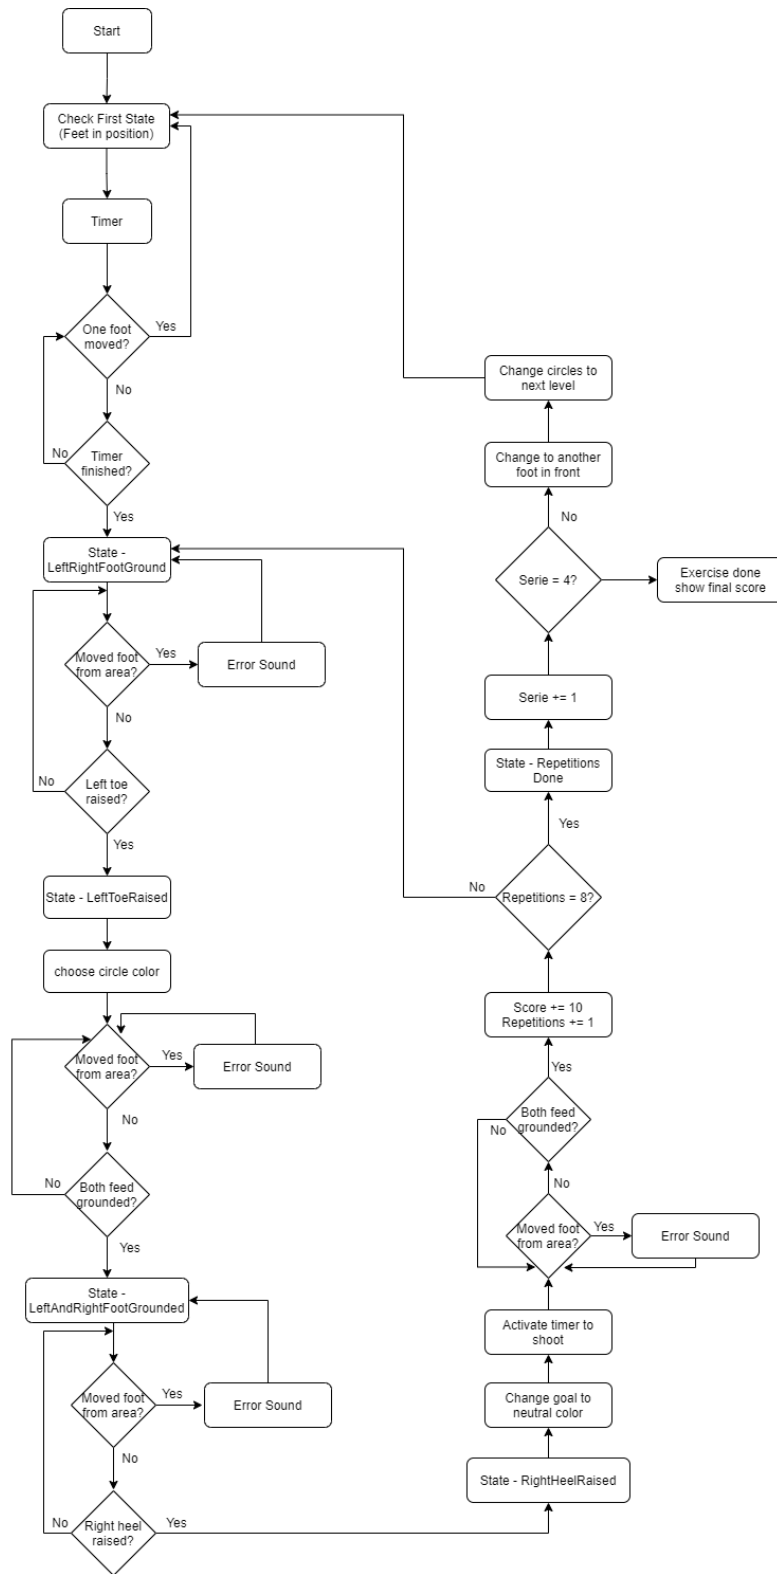 Start
Check First State
(Feet in position)
Timer
One foot
moved?
Yes
No
Timer
finished?
No
Yes
State -
LeftRightFootGround
Moved foot
from area?
Yes
Error Sound
No
Left toe
raised?
No
Yes
State - LeftToeRaised
choose circle color
Moved foot
from area?
Yes
Error Sound
No
Both feed
grounded?
No
Yes
State -
LeftAndRightFootGrounded
Moved foot
from area?
Yes
Error Sound
No
Right heel
raised?
No
Yes
State - RightHeelRaised
Change goal to
neutral color
Activate timer to
shoot
Moved foot
from area?
Yes
Error Sound
No
Both feed
grounded?
No
Yes
Score += 10
Repetitions += 1
Repetitions = 8?
No
Yes
State - Repetitions
Done
Serie += 1
Serie = 4?
Exercise done
show final score
No
Change to another
foot in front
Change circles to
next level